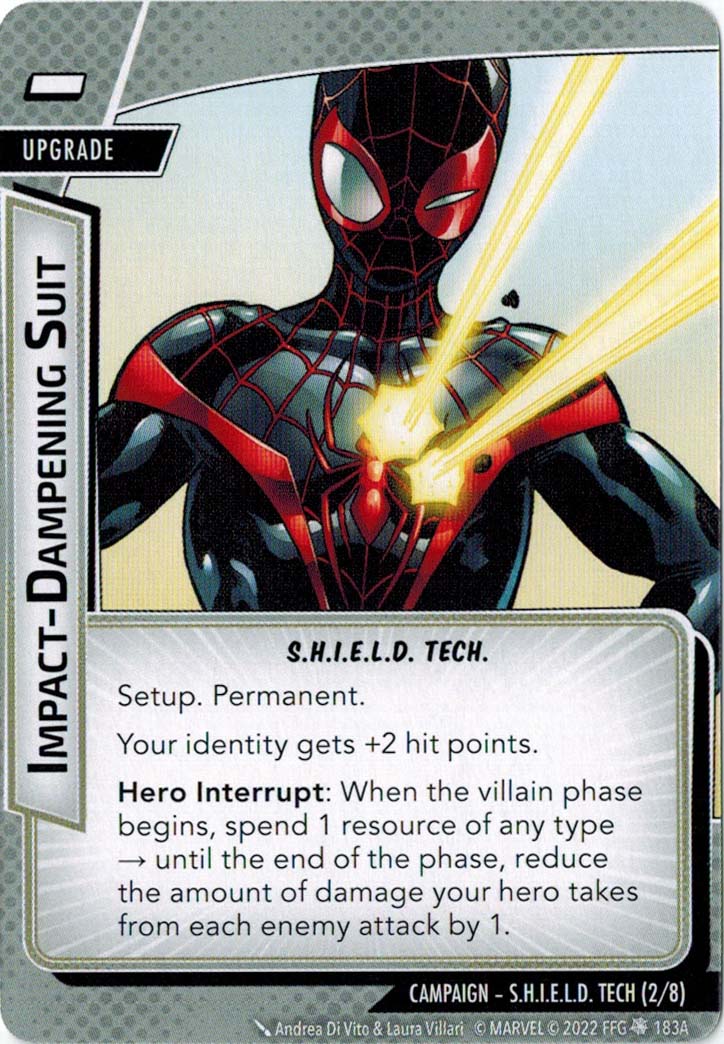 UPGRADE
IMPACT-DAMPENING SUIT
S.H.I.E.L.D. TECH.
Setup. Permanent.
Your identity gets +2 hit points.
Hero Interrupt: When the villain phase
begins, spend 1 resource of any type
→ until the end of the phase, reduce
the amount of damage your hero takes
from each enemy attack by 1.
CAMPAIGN – S.H.I.E.L.D. TECH (2/8)
Andrea Di Vito & Laura Villari © MARVEL © 2022 FFG 183A